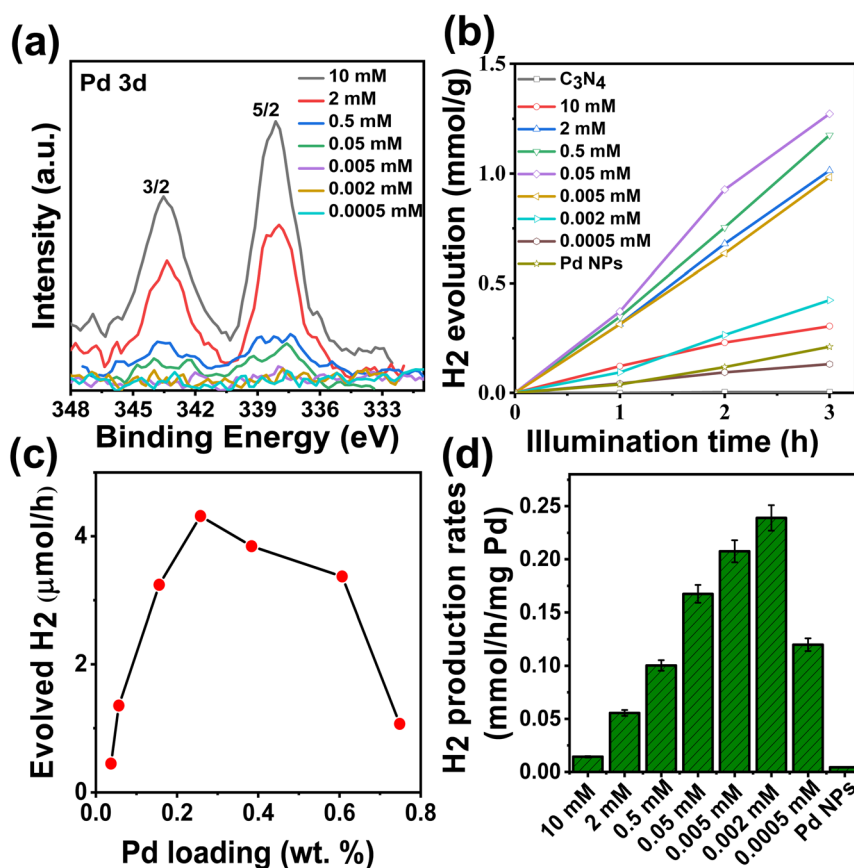 (a)
Pd 3d
10 mM
2 mM
0.5 mM
0.05 mM
0.005 mM
0.002 mM
0.0005 mM
5/2
3/2
Intensity (a.u.)
348 345 342 339 336 333
Binding Energy (eV)
(b)
C3N4
10 mM
2 mM
0.5 mM
0.05 mM
0.005 mM
0.002 mM
0.0005 mM
Pd NPs
H2 evolution (mmol/g)
1.5
1.0
0.5
0.0
0 1 2 3
Illumination time (h)
(c)
Evolved H2 (μmol/h)
4
2
0
0.0 0.2 0.4 0.6 0.8
Pd loading (wt. %)
(d)
H2 production rates
(mmol/h/mg Pd)
0.25
0.20
0.15
0.10
0.05
0.00
10 mM
2 mM
0.5 mM
0.05 mM
0.005 mM
0.002 mM
0.0005 mM
Pd NPs